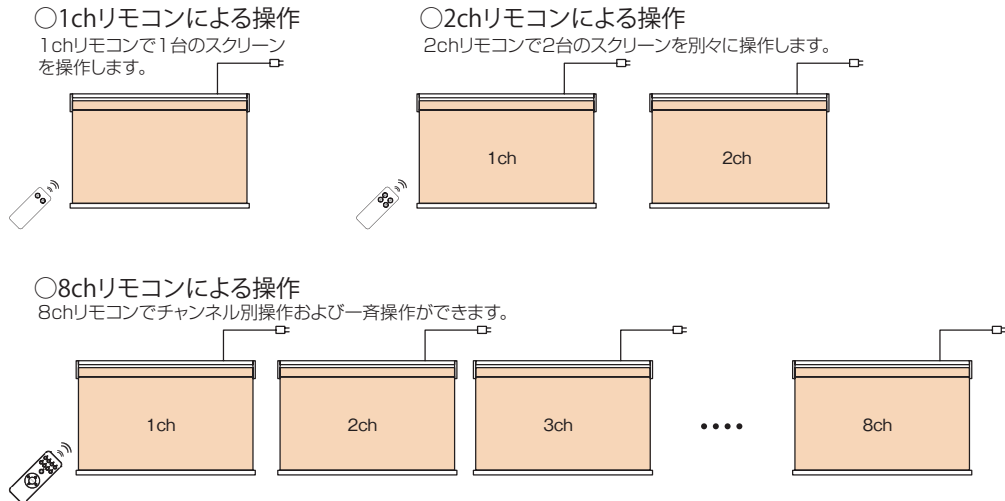 ○1chリモコンによる操作
1chリモコンで1台のスクリーン
を操作します。
○2chリモコンによる操作
2chリモコンで2台のスクリーンを別々に操作します。
1ch
2ch
○8chリモコンによる操作
8chリモコンでチャンネル別操作および一斉操作ができます。
1ch
2ch
3ch
••••
8ch